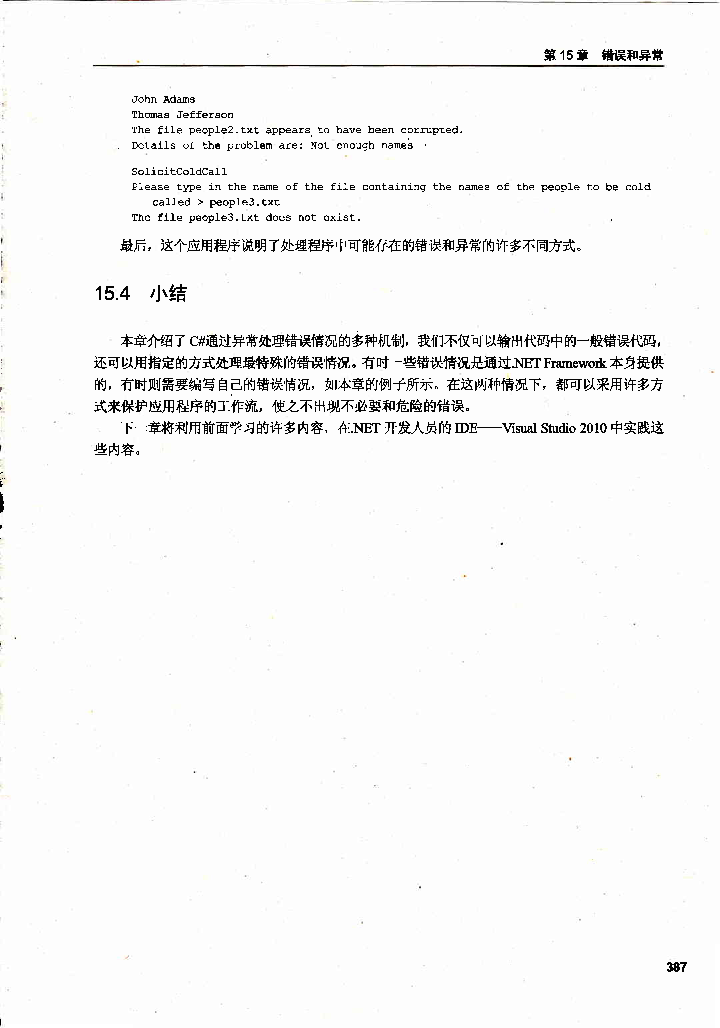 第 15 章 错误和异常
John Adams
Thomas Jefferson
The file people2.txt appears to have been corrupted.
Details of the problem are: Not enough names
SolicitColdCall
Please type in the name of the file containing the names of the people to be cold
called > people3.txt
The file people3.txt does not exist.
最后，这个应用程序说明了处理程序中可能存在的错误和异常的许多不同方式。
15.4 小结
本章介绍了 C#通过异常处理错误情况的多种机制，我们不仅可以输出代码中的一般错误代码，
还可以用指定的方式处理最特殊的错误情况。有时一些错误情况是通过.NET Framework 本身提供
的，有时则需要编写自己的错误情况，如本章的例子所示。在这两种情况下，都可以采用许多方
式来保护应用程序的工作流，使之不出现不必要和危险的错误。
下一章将利用前面学习的许多内容，在.NET 开发人员的 IDE——Visual Studio 2010 中实践这
些内容。
387